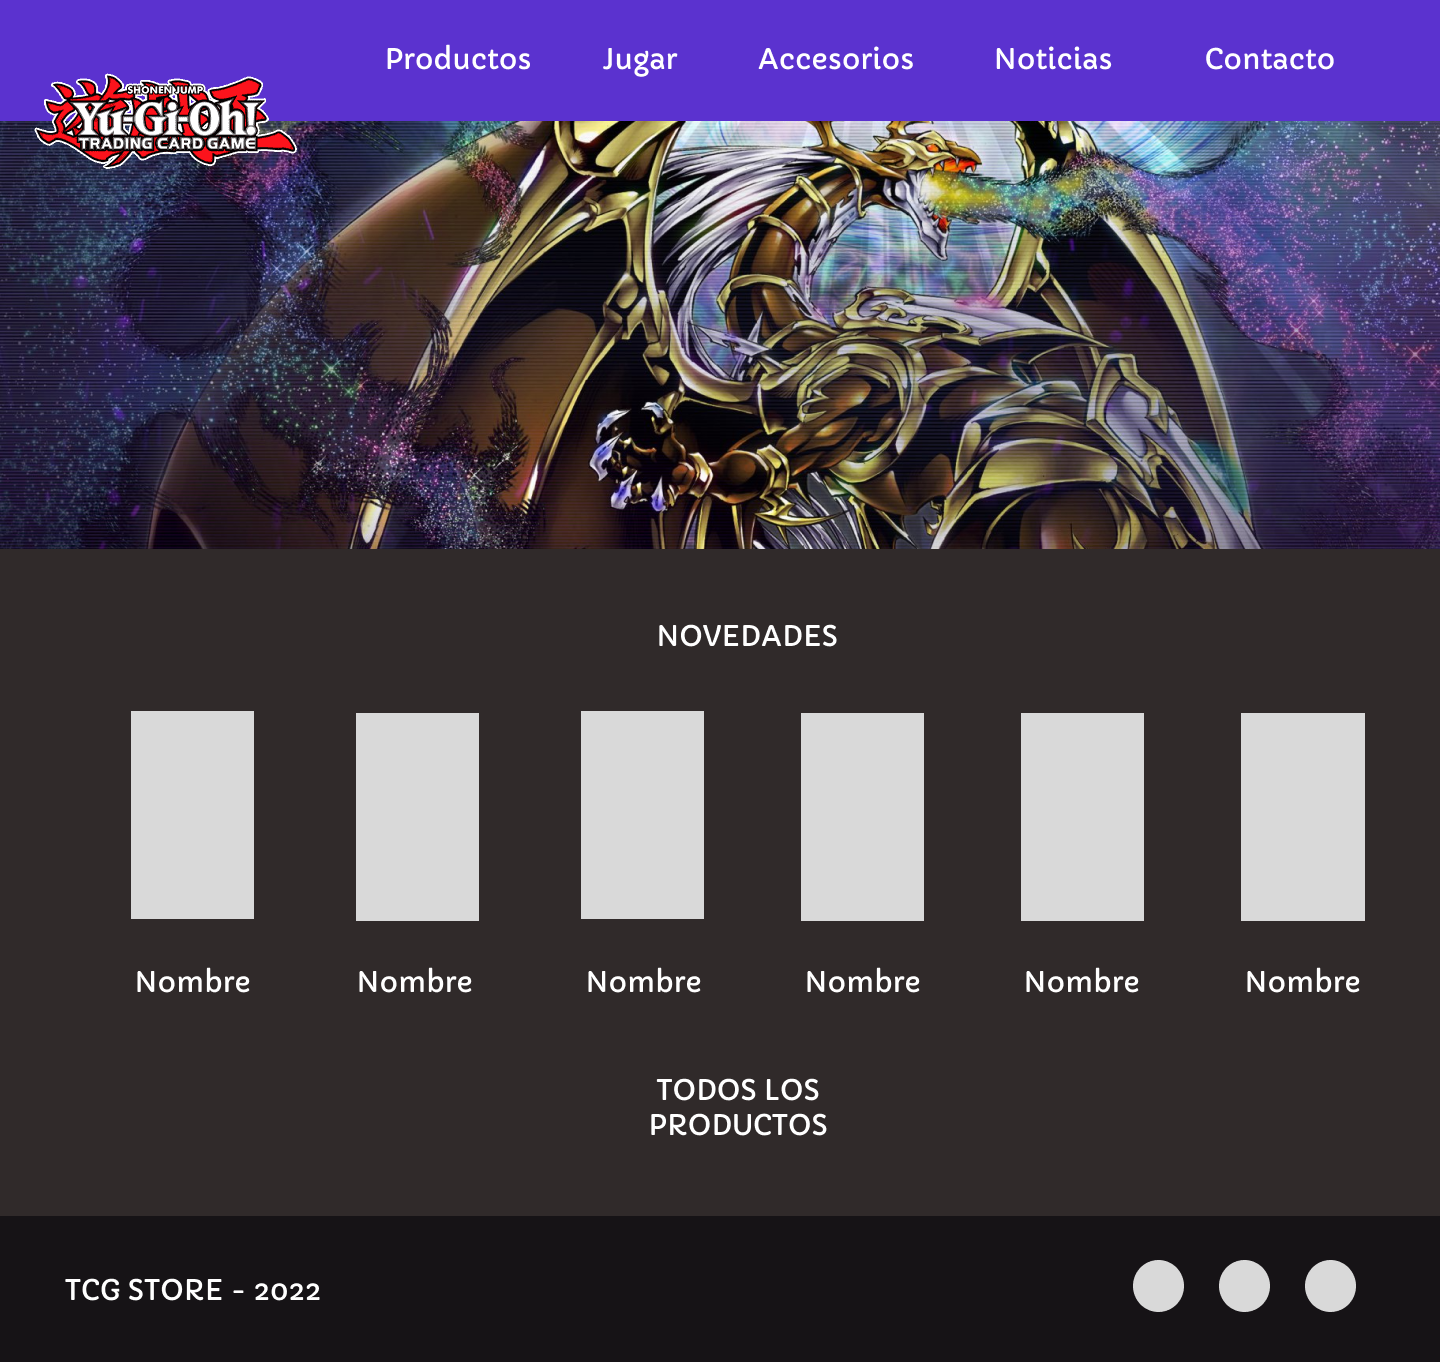 Productos Jugar Accesorios Noticias Contacto
SHONEN JUMP
Yu-Gi-Oh!
TRADING CARD GAME
NOVEDADES
Nombre Nombre Nombre Nombre Nombre Nombre
TODOS LOS
PRODUCTOS
TCG STORE - 2022